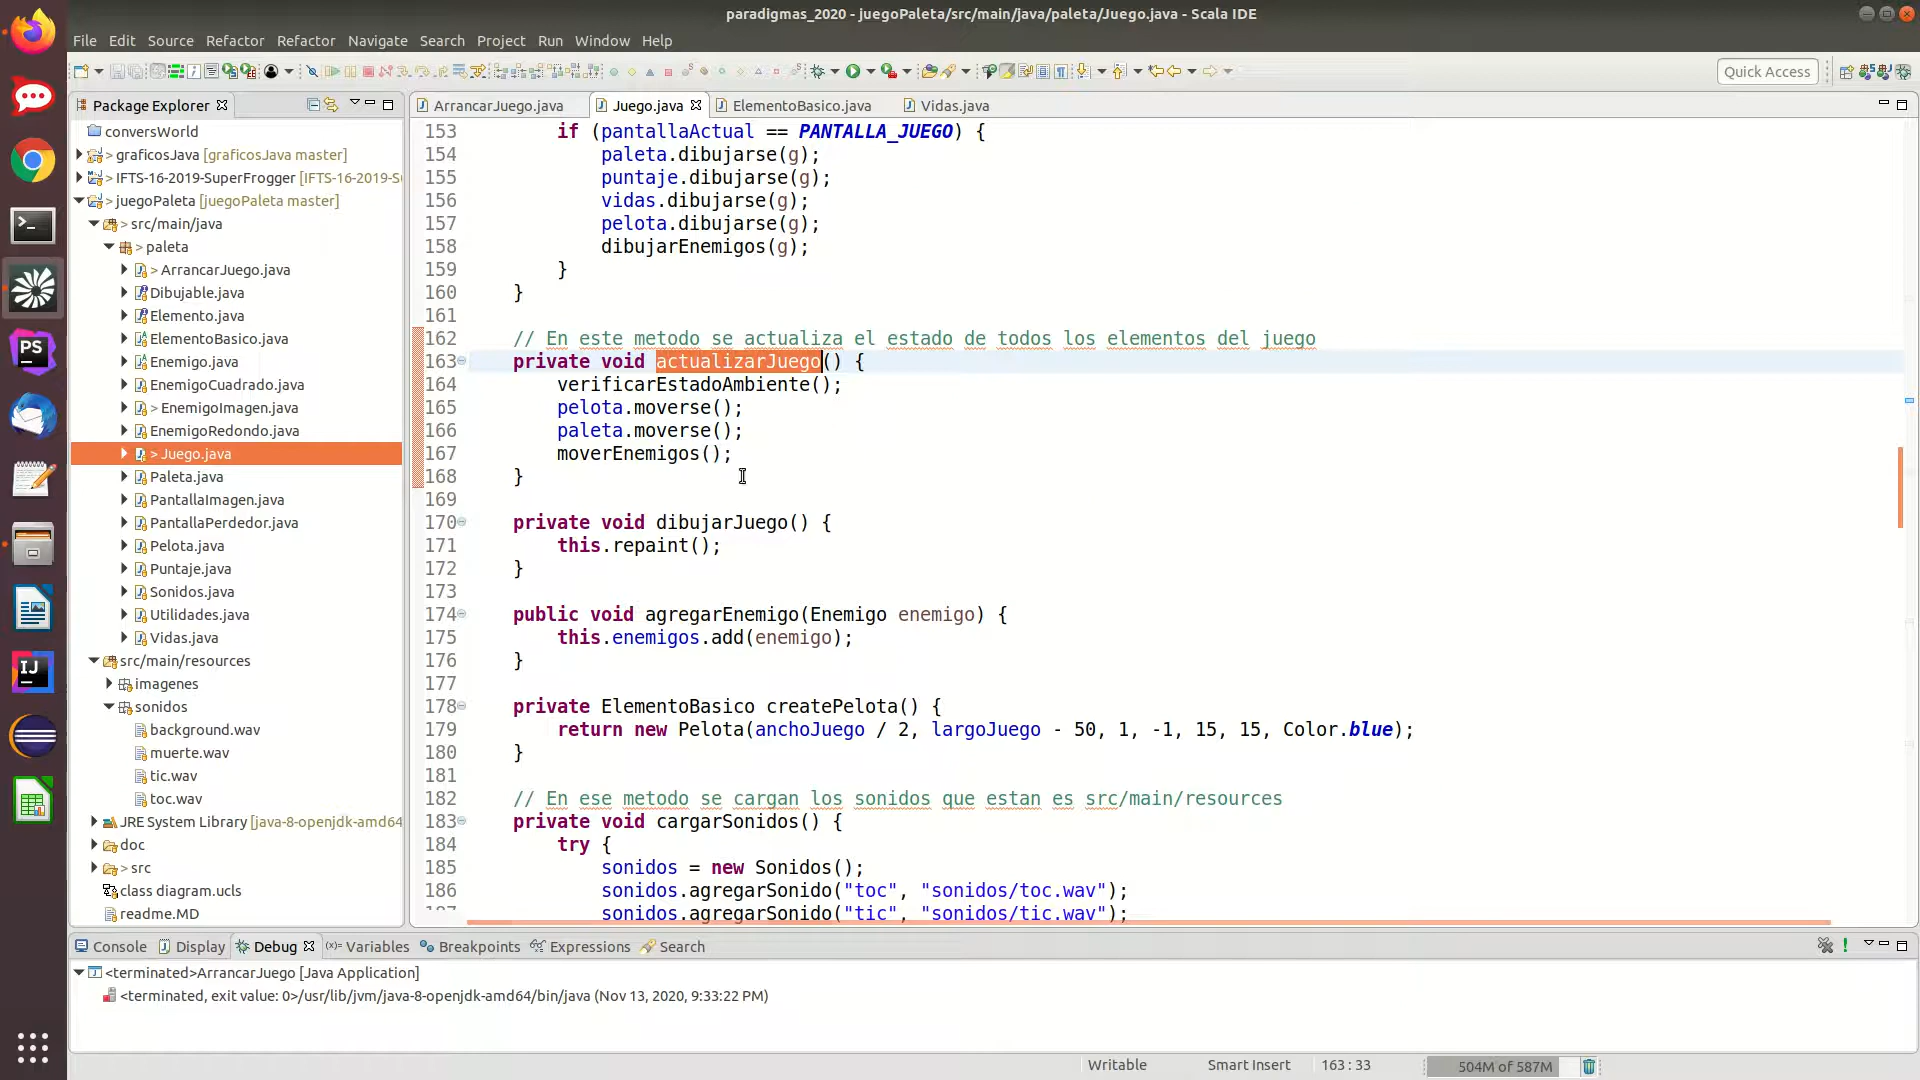 paradigmas_2020 - juegoPaleta/src/main/java/paleta/Juego.java - Scala IDE
File Edit Source Refactor Refactor Navigate Search Project Run Window Help
Quick Access
Package Explorer
conversWorld
> graficosJava [graficosJava master]
> IFTS-16-2019-SuperFrogger [IFTS-16-2019-S
> juegoPaleta [juegoPaleta master]
> src/main/java
> paleta
> ArrancarJuego.java
Dibujable.java
Elemento.java
ElementoBasico.java
Enemigo.java
EnemigoCuadrado.java
> EnemigoImagen.java
EnemigoRedondo.java
> Juego.java
Paleta.java
PantallaImagen.java
PantallaPerdedor.java
Pelota.java
Puntaje.java
Sonidos.java
Utilidades.java
Vidas.java
src/main/resources
imagenes
sonidos
background.wav
muerte.wav
tic.wav
toc.wav
JRE System Library [java-8-openjdk-amd64
doc
> src
class diagram.ucls
readme.MD
ArrancarJuego.java Juego.java ElementoBasico.java Vidas.java
153 if (pantallaActual == PANTALLA_JUEGO) {
154 paleta.dibujarse(g);
155 puntaje.dibujarse(g);
156 vidas.dibujarse(g);
157 pelota.dibujarse(g);
158 dibujarEnemigos(g);
159 }
160 }
161
162 // En este metodo se actualiza el estado de todos los elementos del juego
163 private void actualizarJuego() {
164 verificarEstadoAmbiente();
165 pelota.moverse();
166 paleta.moverse();
167 moverEnemigos();
168 }
169
170 private void dibujarJuego() {
171 this.repaint();
172 }
173
174 public void agregarEnemigo(Enemigo enemigo) {
175 this.enemigos.add(enemigo);
176 }
177
178 private ElementoBasico createPelota() {
179 return new Pelota(anchoJuego / 2, largoJuego - 50, 1, -1, 15, 15, Color.blue);
180 }
181
182 // En ese metodo se cargan los sonidos que estan es src/main/resources
183 private void cargarSonidos() {
184 try {
185 sonidos = new Sonidos();
186 sonidos.agregarSonido("toc", "sonidos/toc.wav");
187 sonidos.agregarSonido("tic", "sonidos/tic.wav");
Console Display Debug Variables Breakpoints Expressions Search
<terminated>ArrancarJuego [Java Application]
<terminated, exit value: 0>/usr/lib/jvm/java-8-openjdk-amd64/bin/java (Nov 13, 2020, 9:33:22 PM)
Writable Smart Insert 163 : 33 504M of 587M